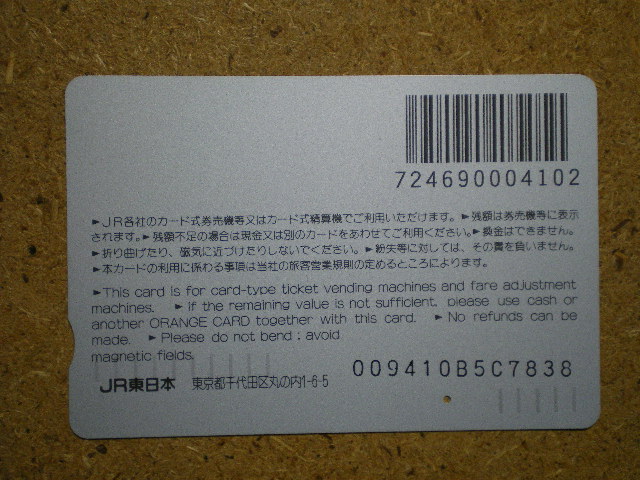 724690004102
►JR各社のカード式券売機等又はカード式精算機でご利用いただけます。►残額は券売機等に表示
されます。►残額不足の場合は現金又は別のカードをあわせてご利用ください。►換金はできません。
►折り曲げたり、磁気に近づけたりしないでください。►紛失等に対しては、その責を負いません。
►本カードの利用に係わる事項は当社の旅客営業規則の定めるところによります。
►This card is for card-type ticket vending machines and fare adjustment
machines. ► if the remaining value is not sufficient, please use cash or
another ORANGE CARD together with this card. ► No refunds can be
made. ► Please do not bend : avoid
magnetic fields.
009410B5C7838
JR東日本 東京都千代田区丸の内1-6-5